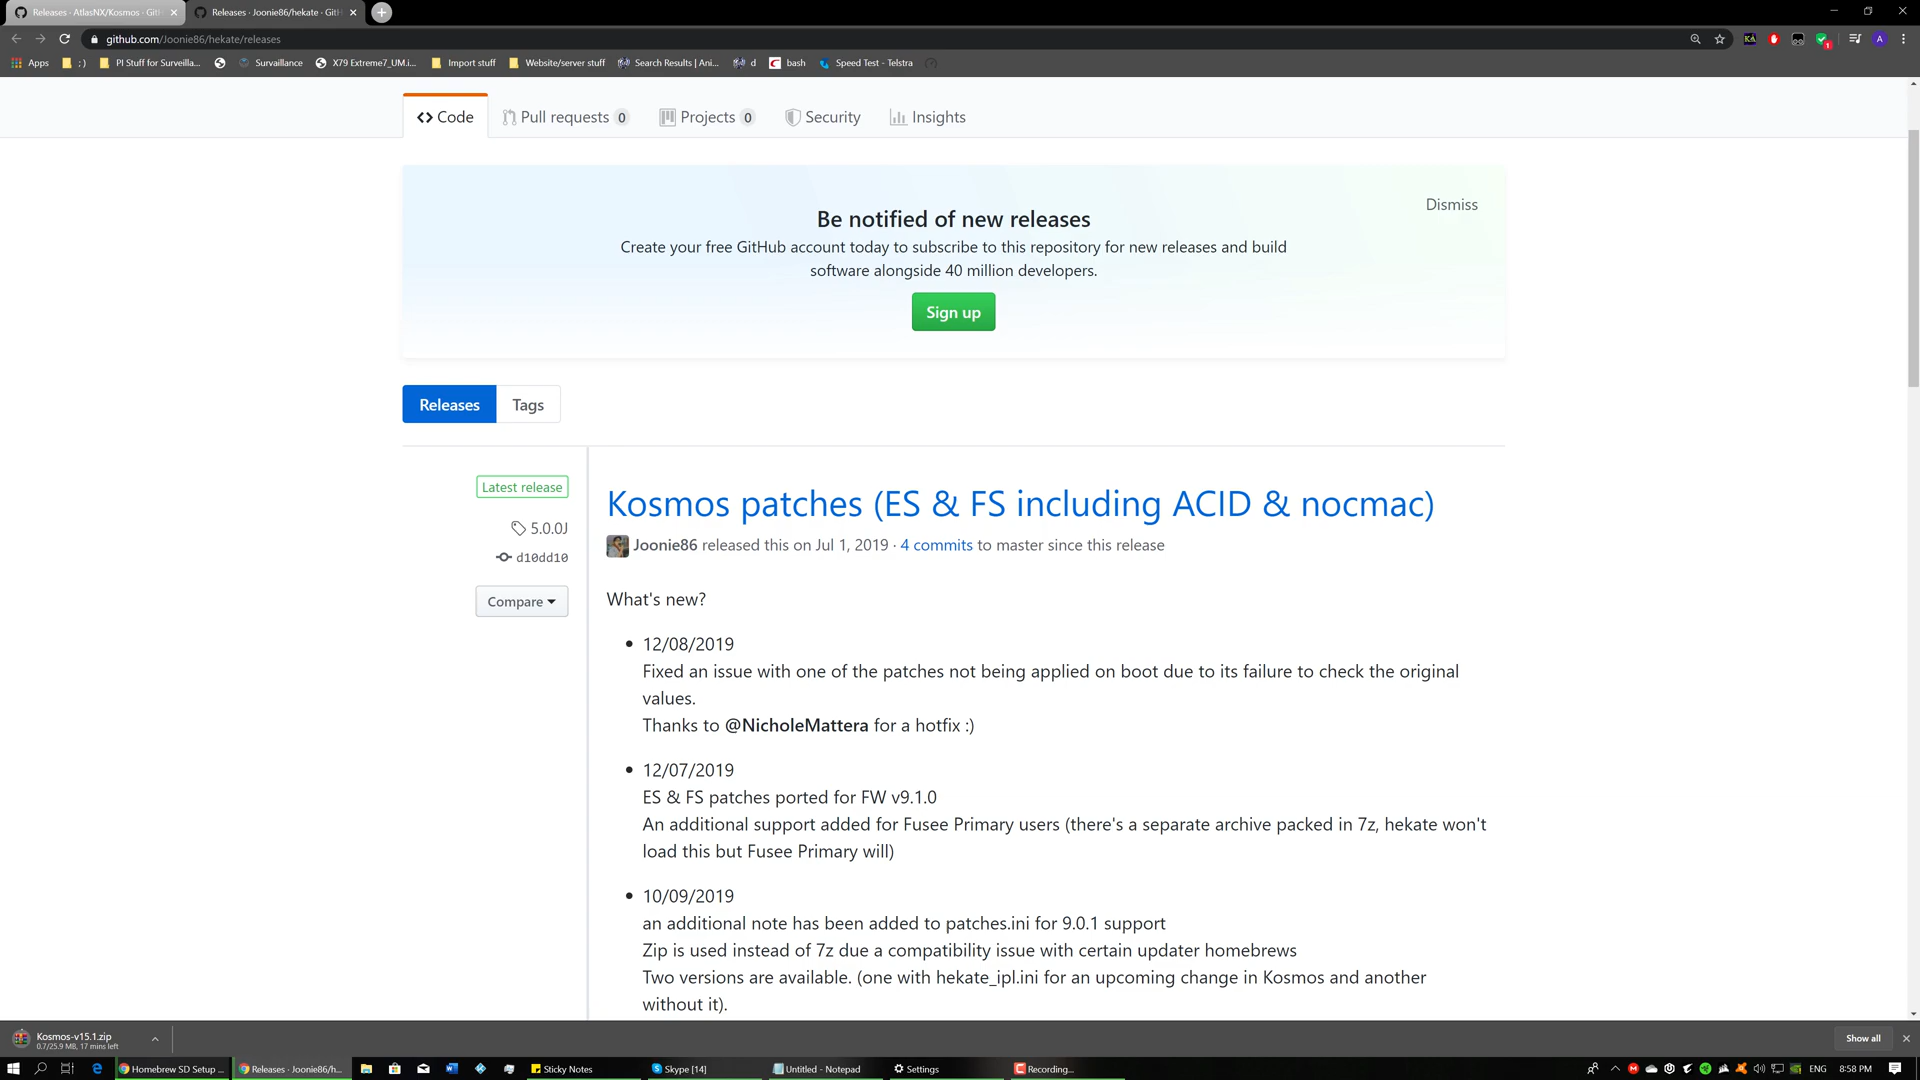 Releases · AtlasNX/Kosmos · GitH
Releases · Joonie86/hekate · GitH
github.com/Joonie86/hekate/releases
Apps
;)
PI Stuff for Surveilla...
Survaillance
X79 Extreme7_UM.i...
Import stuff
Website/server stuff
Search Results | Ani...
d
bash
Speed Test - Telstra
Code
Pull requests 0
Projects 0
Security
Insights
Dismiss
Be notified of new releases
Create your free GitHub account today to subscribe to this repository for new releases and build
software alongside 40 million developers.
Sign up
Releases
Tags
Latest release
5.0.0J
d10dd10
Compare
Kosmos patches (ES & FS including ACID & nocmac)
Joonie86 released this on Jul 1, 2019 · 4 commits to master since this release
What's new?
• 12/08/2019
Fixed an issue with one of the patches not being applied on boot due to its failure to check the original
values.
Thanks to @NicholeMattera for a hotfix :)
• 12/07/2019
ES & FS patches ported for FW v9.1.0
An additional support added for Fusee Primary users (there's a separate archive packed in 7z, hekate won't
load this but Fusee Primary will)
• 10/09/2019
an additional note has been added to patches.ini for 9.0.1 support
Zip is used instead of 7z due a compatibility issue with certain updater homebrews
Two versions are available. (one with hekate_ipl.ini for an upcoming change in Kosmos and another
without it).
Kosmos-v15.1.zip
0.7/25.9 MB, 17 mins left
Show all
Homebrew SD Setup ...
Releases · Joonie86/h...
Sticky Notes
Skype [14]
Untitled - Notepad
Settings
Recording...
ENG
8:58 PM